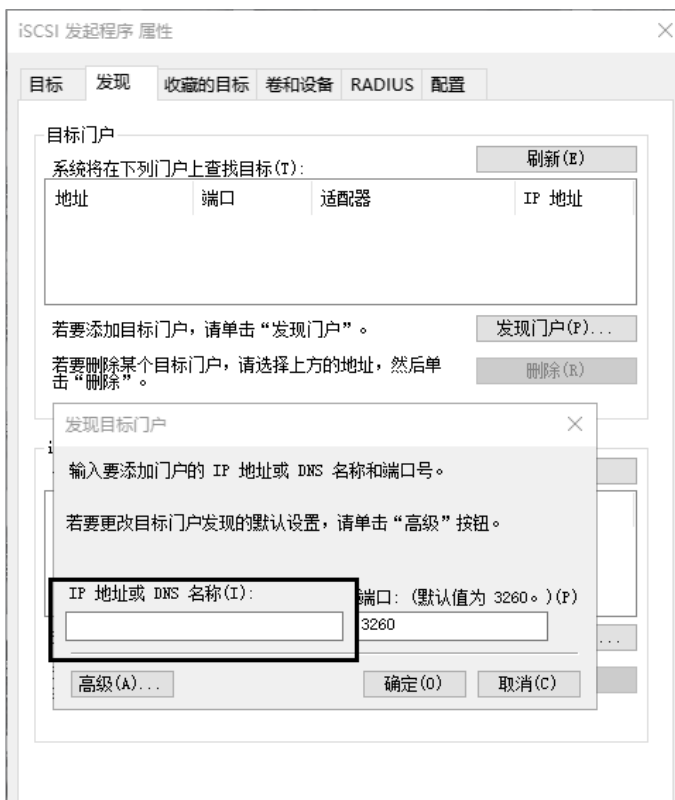 iSCSI 发起程序 属性
目标 发现 收藏的目标 卷和设备 RADIUS 配置
目标门户
系统将在下列门户上查找目标(T):
刷新(E)
地址 端口 适配器 IP 地址
若要添加目标门户，请单击“发现门户”。
发现门户(P)...
若要删除某个目标门户，请选择上方的地址，然后单
击“删除”。
删除(R)
发现目标门户
i
输入要添加门户的 IP 地址或 DNS 名称和端口号。
若要更改目标门户发现的默认设置，请单击“高级”按钮。
IP 地址或 DNS 名称(I):
端口: (默认值为 3260。)(P)
3260
...
高级(A)...
确定(O)
取消(C)